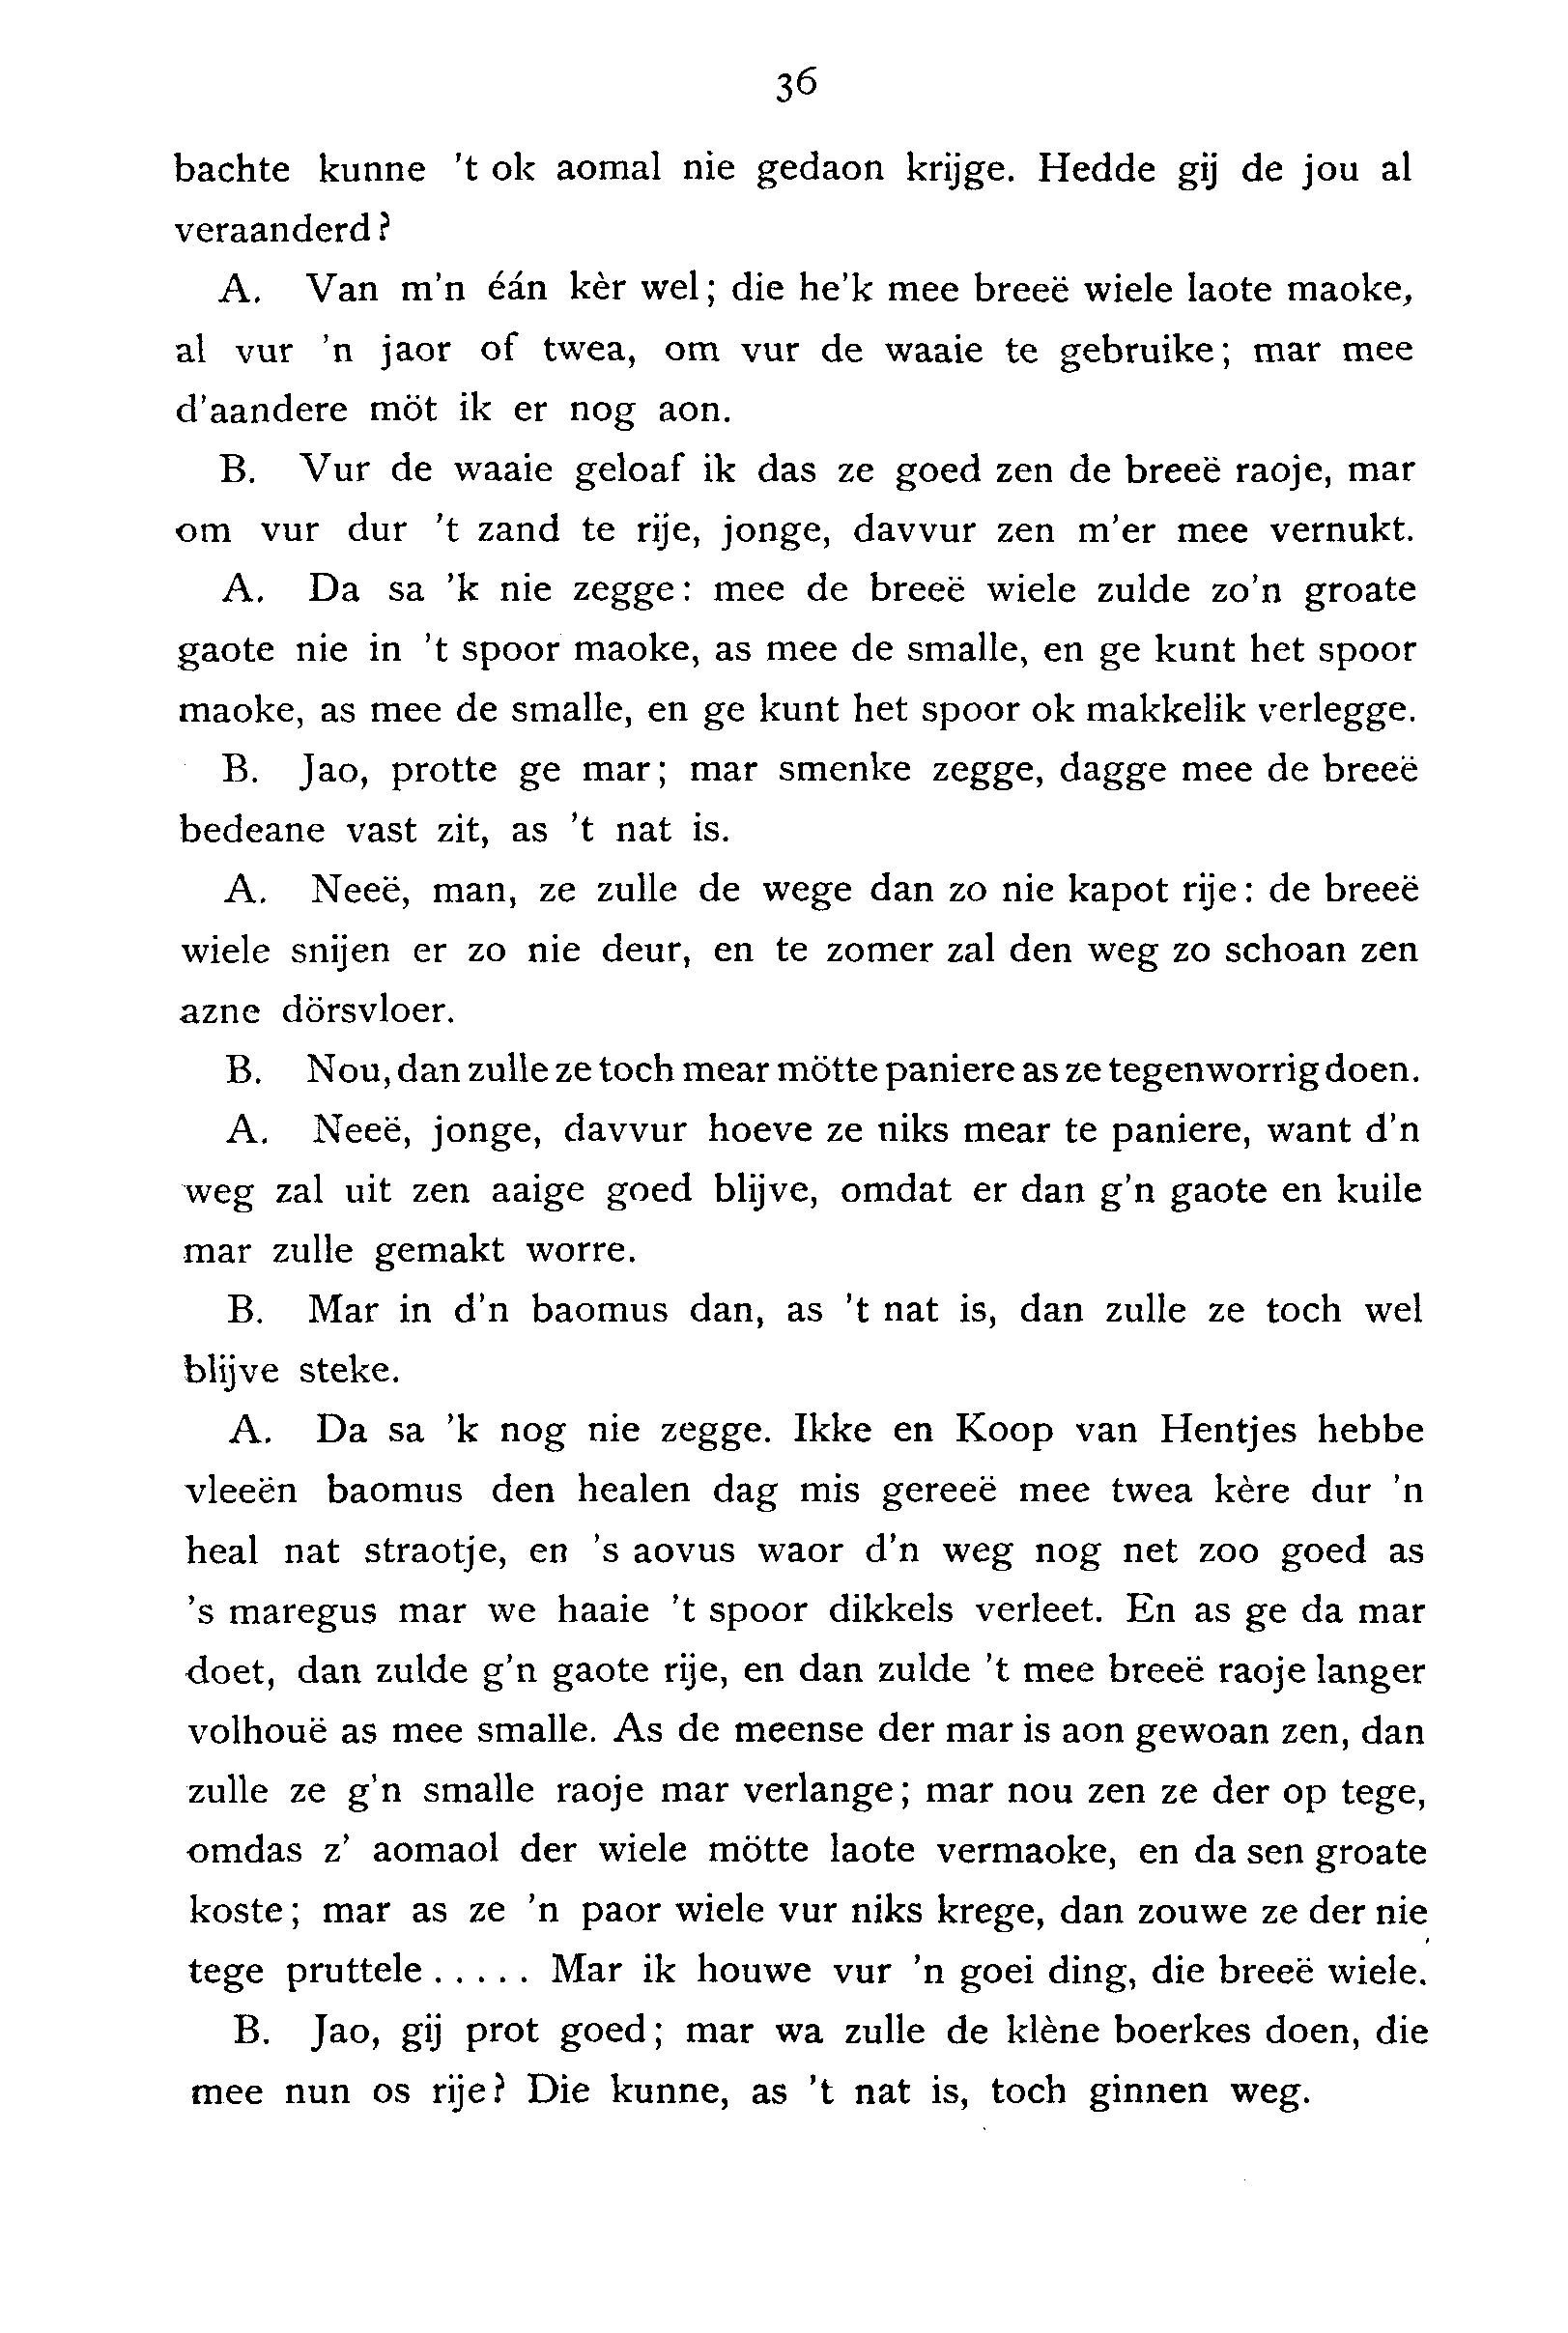 36
bachte kunne 't ok aomal nie gedaon krijge. Hedde gij de jou al
veraanderd?
A. Van m'n één kèr wel; die he'k mee breeë wiele laote maoke,
al vur 'n jaor of twea, om vur de waaie te gebruike; mar mee
d'aandere möt ik er nog aon.
B. Vur de waaie geloaf ik das ze goed zen de breeë raoje, mar
om vur dur 't zand te rije, jonge, davvur zen m'er mee vernukt.
A. Da sa 'k nie zegge: mee de breeë wiele zulde zo'n groate
gaote nie in 't spoor maoke, as mee de smalle, en ge kunt het spoor
maoke, as mee de smalle, en ge kunt het spoor ok makkelik verlegge.
B. Jao, protte ge mar; mar smenke zegge, dagge mee de breeë
bedeane vast zit, as 't nat is.
A. Neeë, man, ze zulle de wege dan zo nie kapot rije: de breeë
wiele snijen er zo nie deur, en te zomer zal den weg zo schoan zen
azne dörsvloer.
B. Nou, dan zulle ze toch mear mötte paniere as ze tegenworrig doen.
A. Neeë, jonge, davvur hoeve ze niks mear te paniere, want d'n
weg zal uit zen aaige goed blijve, omdat er dan g'n gaote en kuile
mar zulle gemakt worre.
B. Mar in d'n baomus dan, as 't nat is, dan zulle ze toch wel
blijve steke.
A. Da sa 'k nog nie zegge. Ikke en Koop van Hentjes hebbe
vleeën baomus den healen dag mis gereeë mee twea kère dur 'n
heal nat straotje, en 's aovus waor d'n weg nog net zoo goed as
's maregus mar we haaie 't spoor dikkels verleet. En as ge da mar
doet, dan zulde g'n gaote rije, en dan zulde 't mee breeë raoje langer
volhouë as mee smalle. As de meense der mar is aon gewoan zen, dan
zulle ze g'n smalle raoje mar verlange; mar nou zen ze der op tege,
omdas z' aomaol der wiele mötte laote vermaoke, en da sen groate
koste; mar as ze 'n paor wiele vur niks krege, dan zouwe ze der nie
tege pruttele . . . . . Mar ik houwe vur 'n goei ding, die breeë wiele.
B. Jao, gij prot goed; mar wa zulle de klène boerkes doen, die
mee nun os rije? Die kunne, as 't nat is, toch ginnen weg.